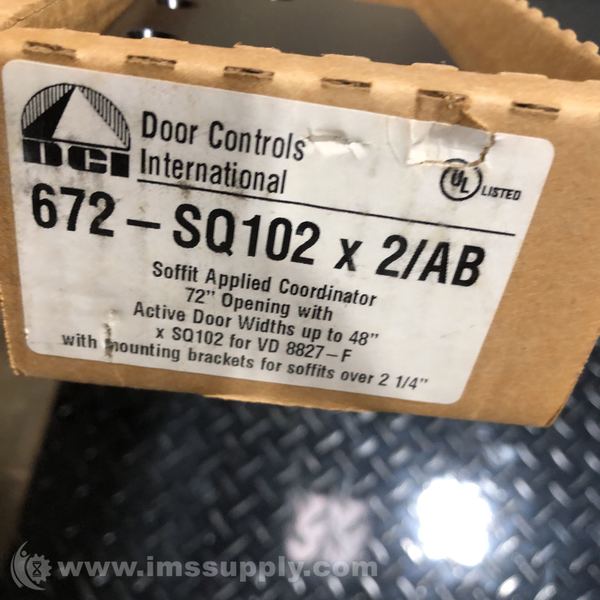 DCI
Door Controls
International
UL LISTED
672-SQ102 x 2/AB
Soffit Applied Coordinator
72" Opening with
Active Door Widths up to 48"
x SQ102 for VD 8827-F
with mounting brackets for soffits over 2 1/4"
www.imssupply.com